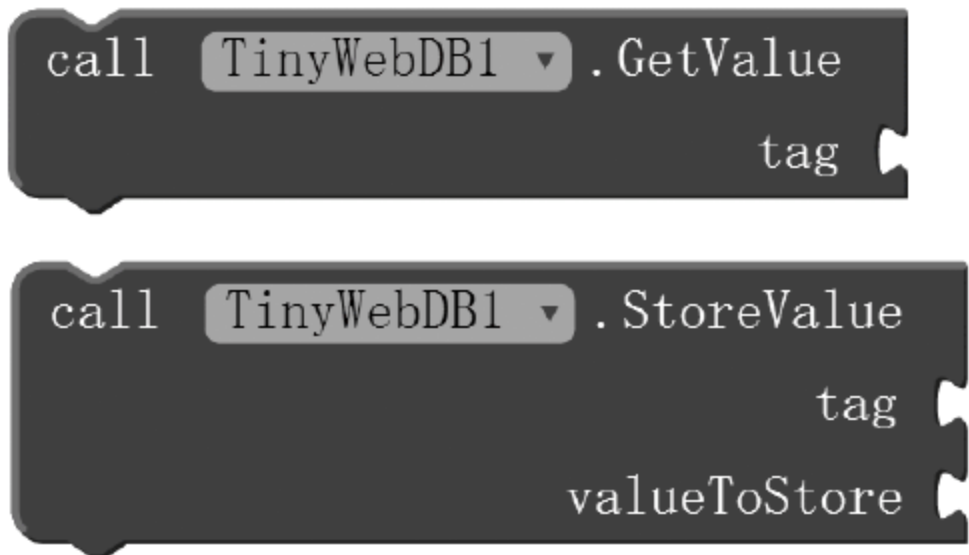 call TinyWebDB1 .GetValue
tag
call TinyWebDB1 .StoreValue
tag
valueToStore